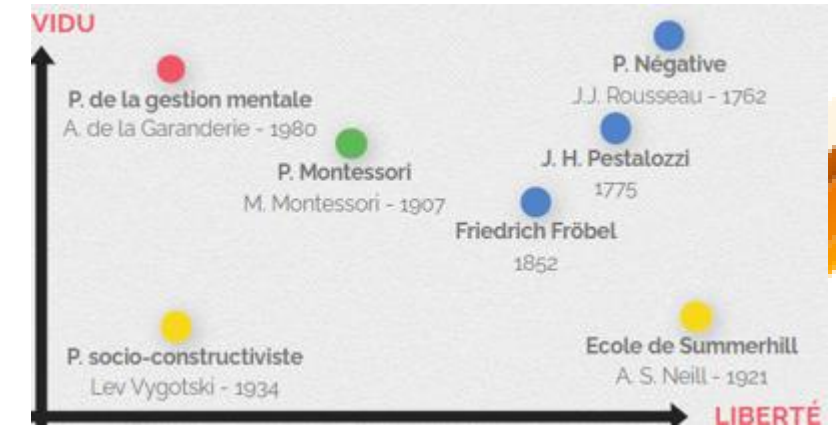 VIDU
P. Négative
J.J. Rousseau - 1762
P. de la gestion mentale
A. de la Garanderie - 1980
J. H. Pestalozzi
1775
P. Montessori
M. Montessori - 1907
Friedrich Fröbel
1852
P. socio-constructiviste
Lev Vygotski - 1934
Ecole de Summerhill
A. S. Neill - 1921
LIBERTÉ